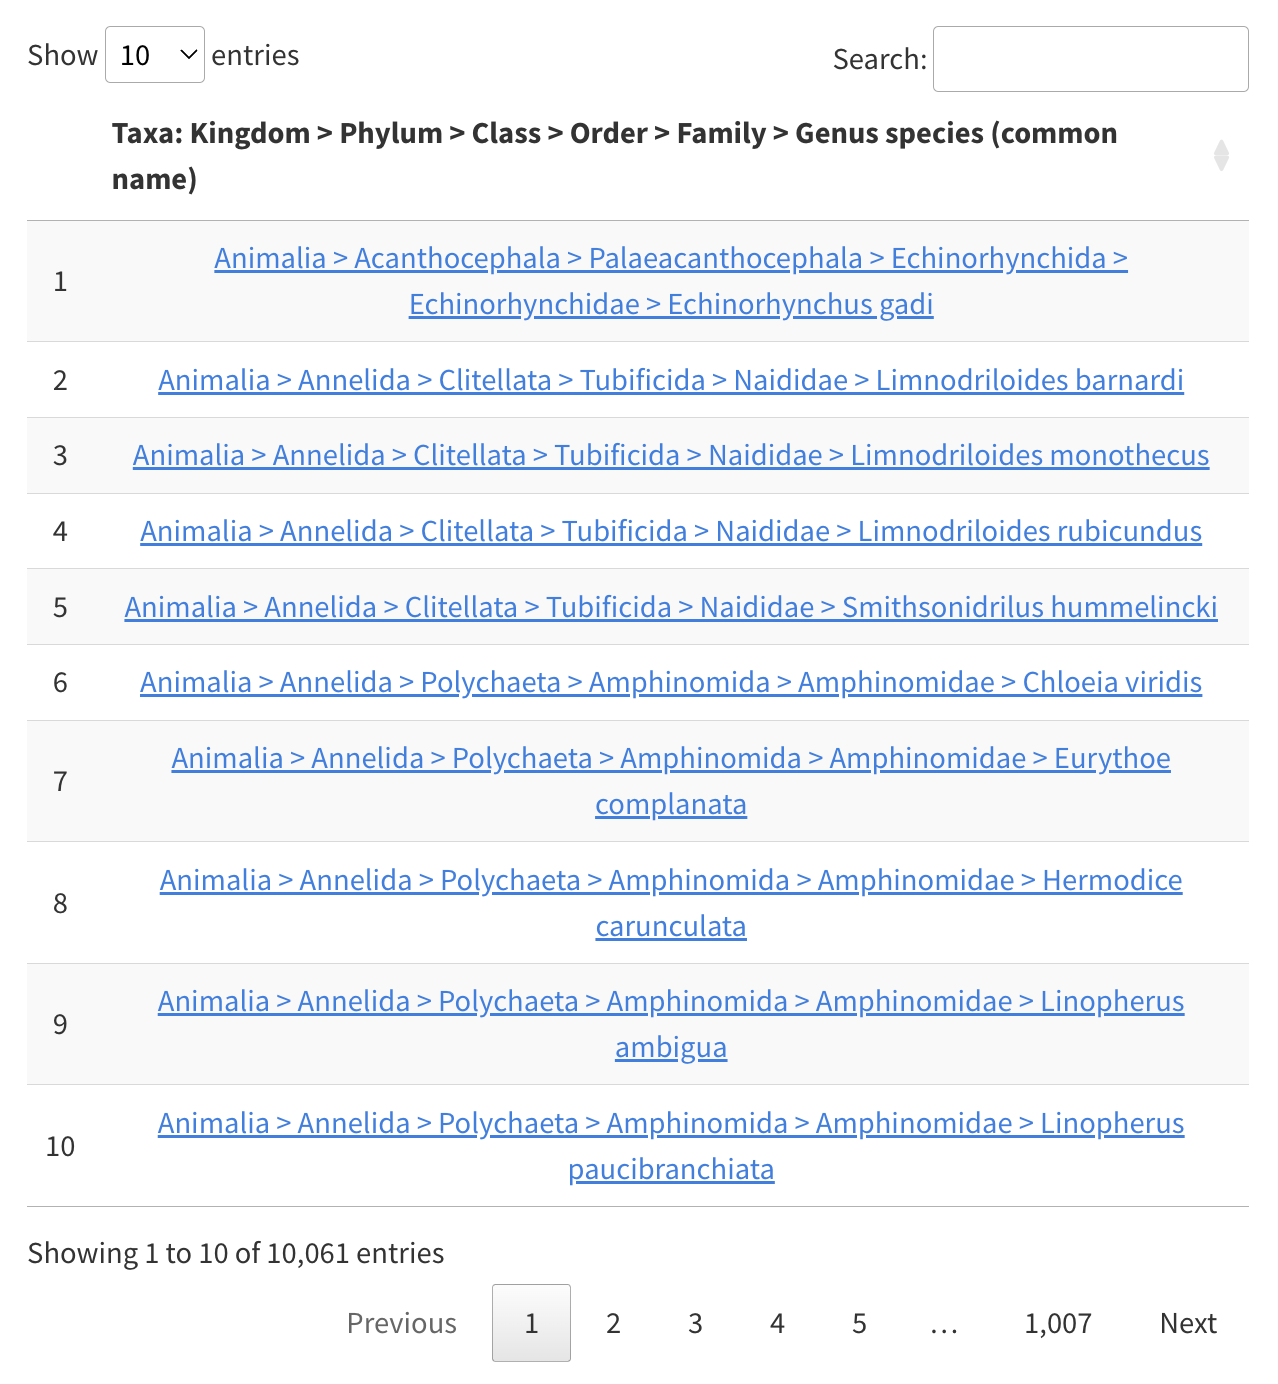 Show 10 entries
Search:
Taxa: Kingdom > Phylum > Class > Order > Family > Genus species (common
name)
1
Animalia > Acanthocephala > Palaeacanthocephala > Echinorhynchida >
Echinorhynchidae > Echinorhynchus gadi
2 Animalia > Annelida > Clitellata > Tubificida > Naididae > Limnodriloides barnardi
3 Animalia > Annelida > Clitellata > Tubificida > Naididae > Limnodriloides monothecus
4 Animalia > Annelida > Clitellata > Tubificida > Naididae > Limnodriloides rubicundus
5 Animalia > Annelida > Clitellata > Tubificida > Naididae > Smithsonidrilus hummelincki
6 Animalia > Annelida > Polychaeta > Amphinomida > Amphinomidae > Chloeia viridis
7
Animalia > Annelida > Polychaeta > Amphinomida > Amphinomidae > Eurythoe
complanata
8
Animalia > Annelida > Polychaeta > Amphinomida > Amphinomidae > Hermodice
carunculata
9
Animalia > Annelida > Polychaeta > Amphinomida > Amphinomidae > Linopherus
ambigua
10
Animalia > Annelida > Polychaeta > Amphinomida > Amphinomidae > Linopherus
paucibranchiata
Showing 1 to 10 of 10,061 entries
Previous 1 2 3 4 5 … 1,007 Next